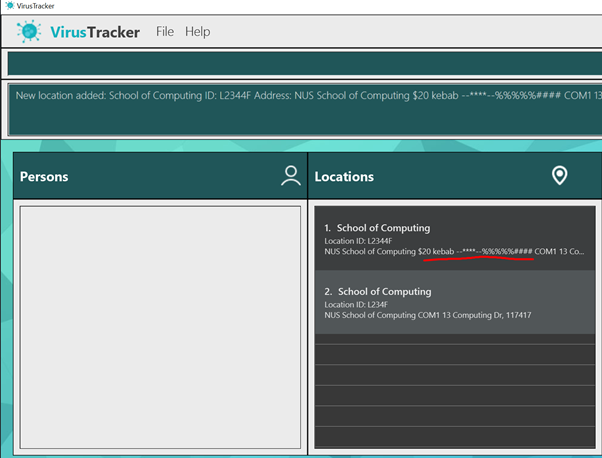 VirusTracker
VirusTracker File Help
New location added: School of Computing ID: L2344F Address: NUS School of Computing $20 kebab --****--%%%%%#### COM1 13
Persons
Locations
1. School of Computing
Location ID: L2344F
NUS School of Computing $20 kebab --****--%%%%%#### COM1 13 Co...
2. School of Computing
Location ID: L234F
NUS School of Computing COM1 13 Computing Dr, 117417